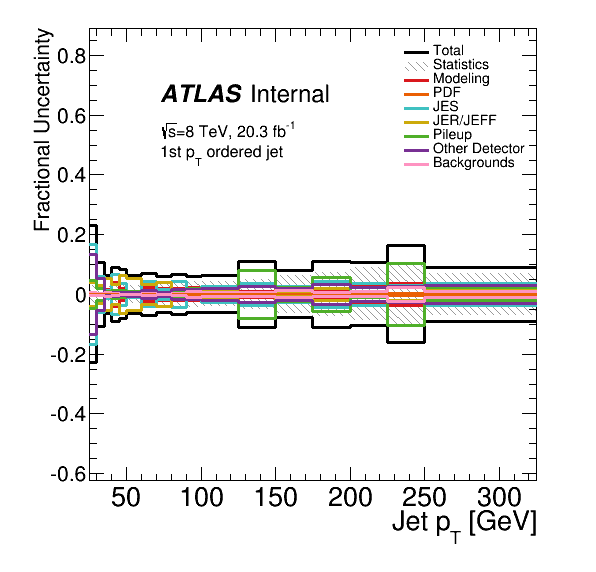 Fractional Uncertainty
0.8
0.6
0.4
0.2
0
-0.2
-0.4
-0.6
ATLAS Internal
√s=8 TeV, 20.3 fb⁻¹
1st p_T ordered jet
Total
Statistics
Modeling
PDF
JES
JER/JEFF
Pileup
Other Detector
Backgrounds
50 100 150 200 250 300
Jet p_T [GeV]